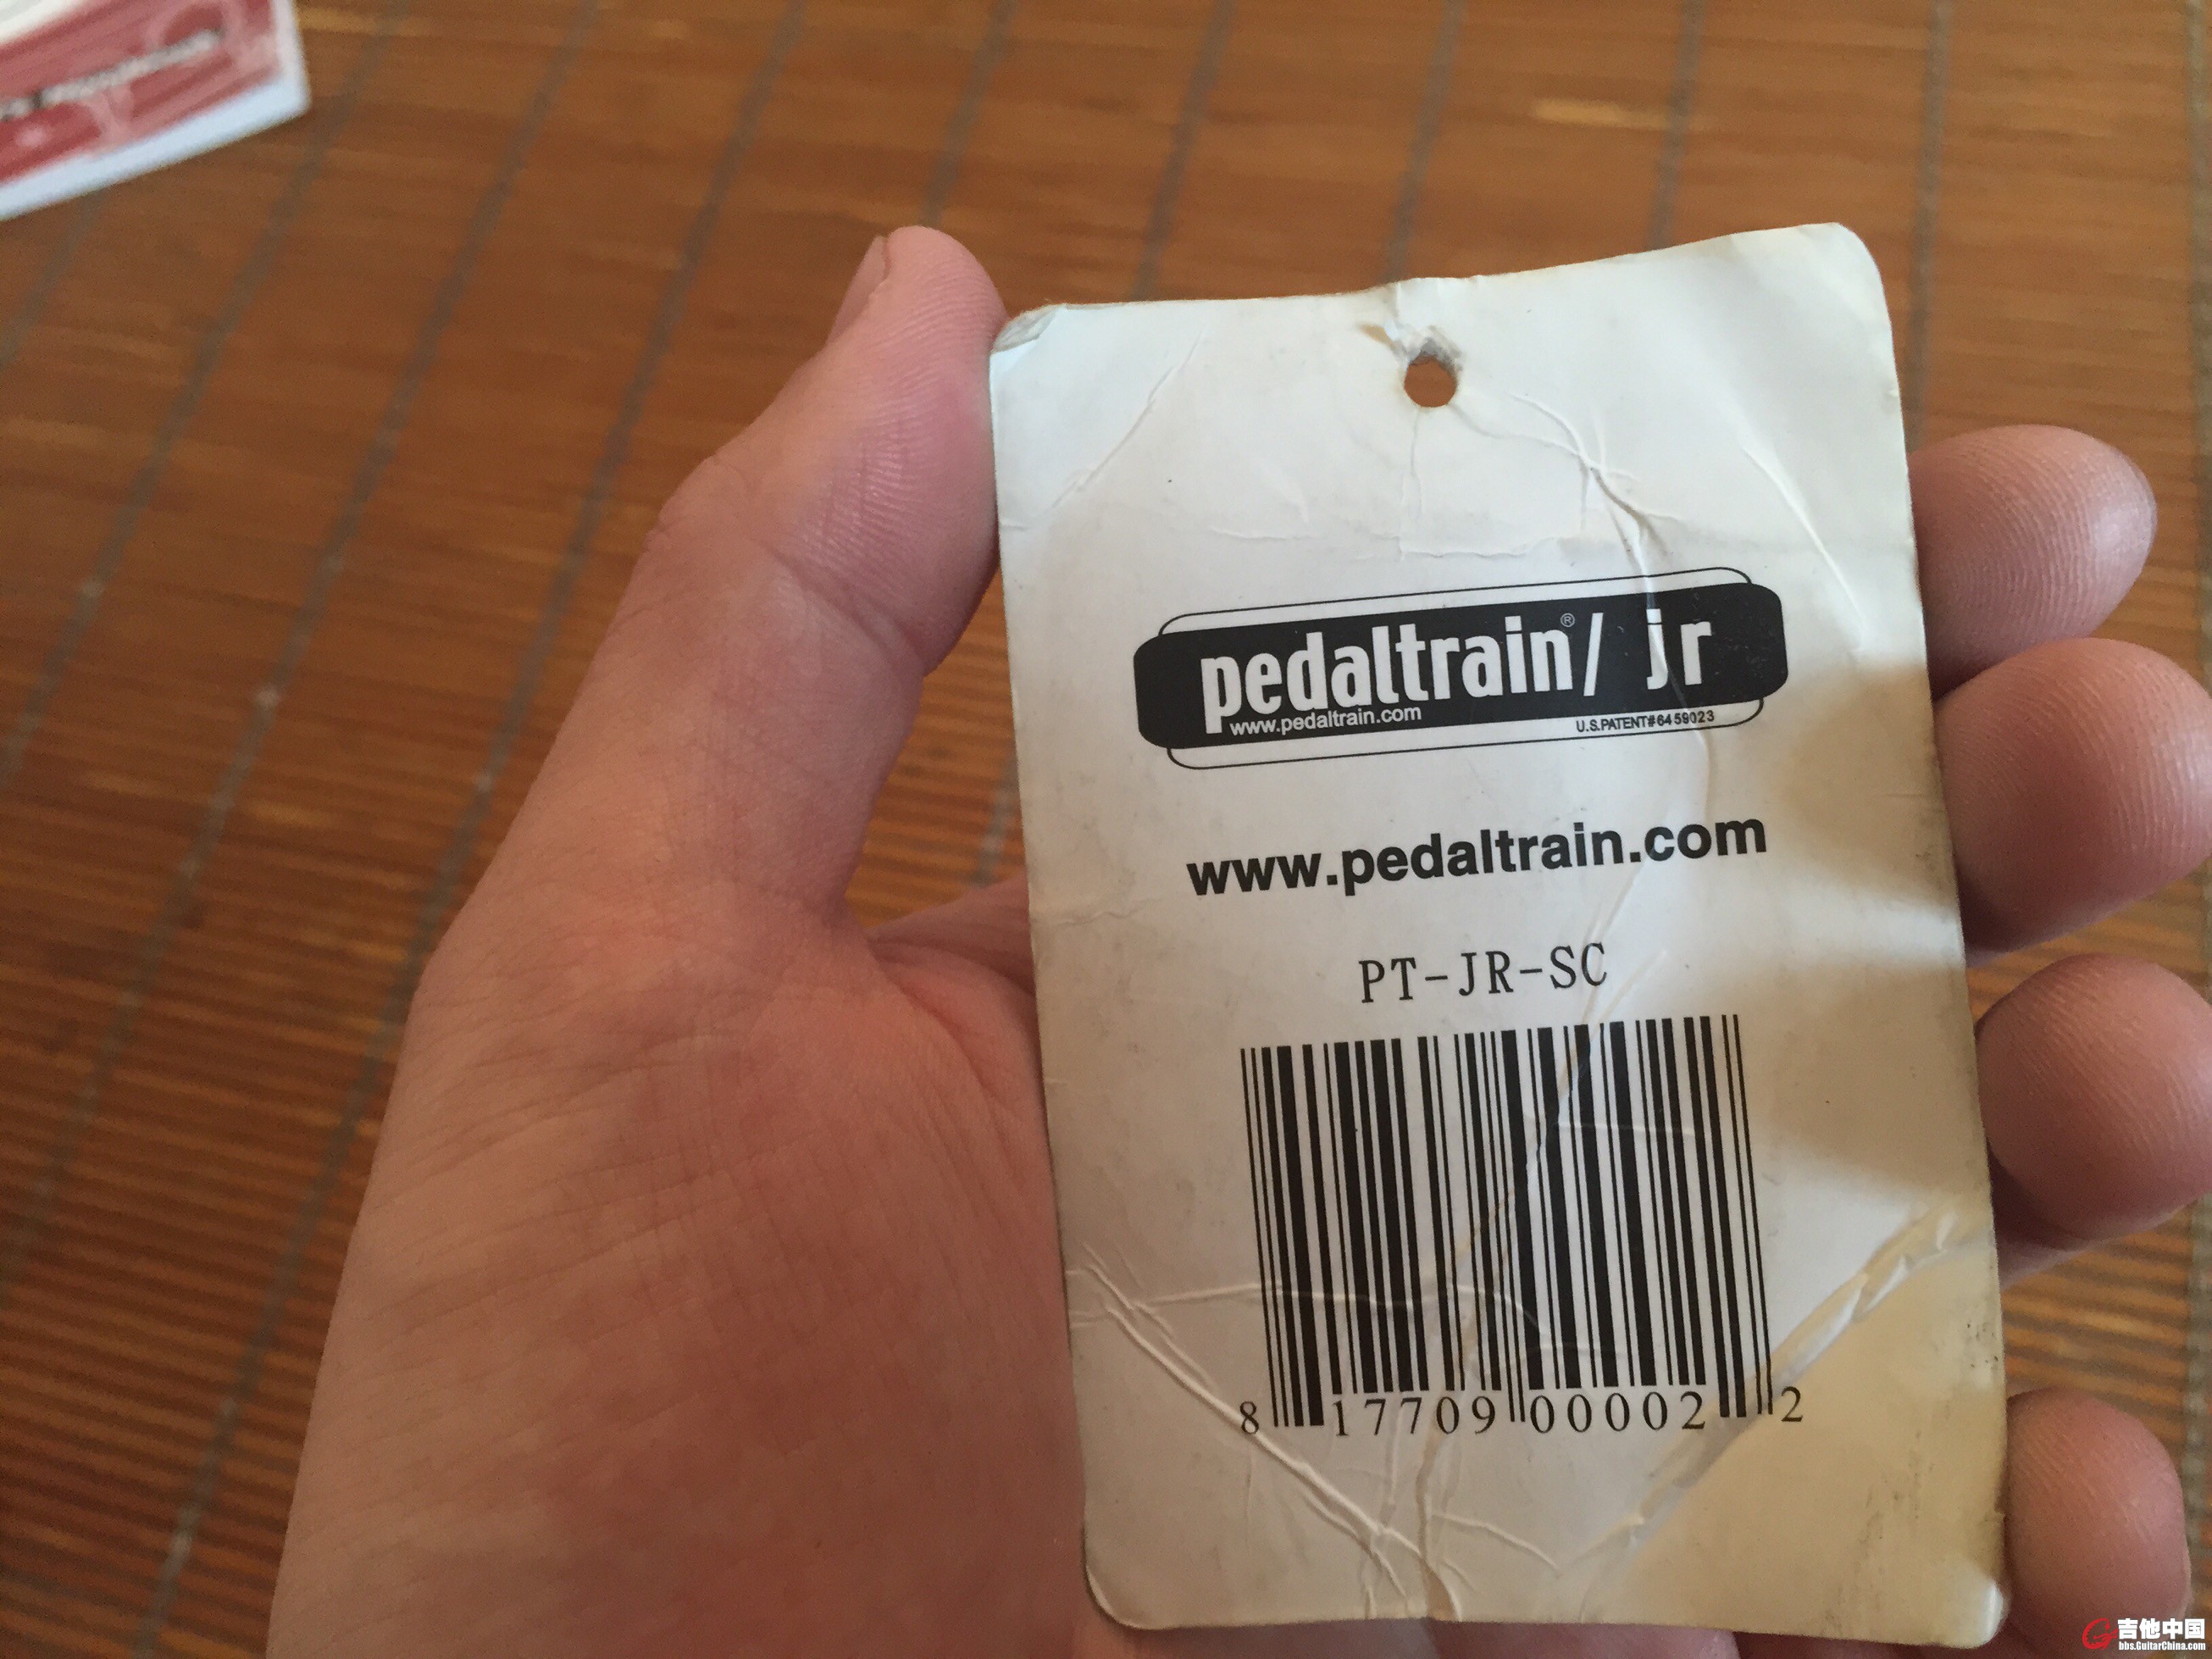 pedaltrain®/ jr
www.pedaltrain.com U.S.PATENT#6459023
www.pedaltrain.com
PT-JR-SC
8 17709 00002 2
吉他中国
bbs.GuitarChina.com